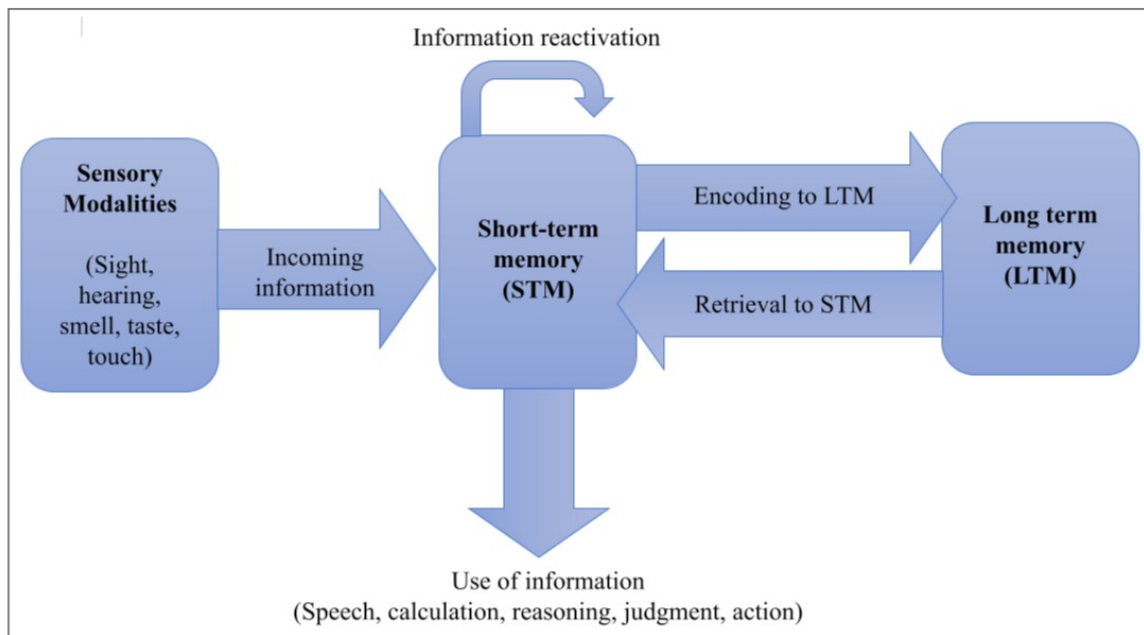 Information reactivation
Sensory
Modalities
(Sight,
hearing,
smell, taste,
touch)
Incoming
information
Short-term
memory
(STM)
Encoding to LTM
Retrieval to STM
Long term
memory
(LTM)
Use of information
(Speech, calculation, reasoning, judgment, action)